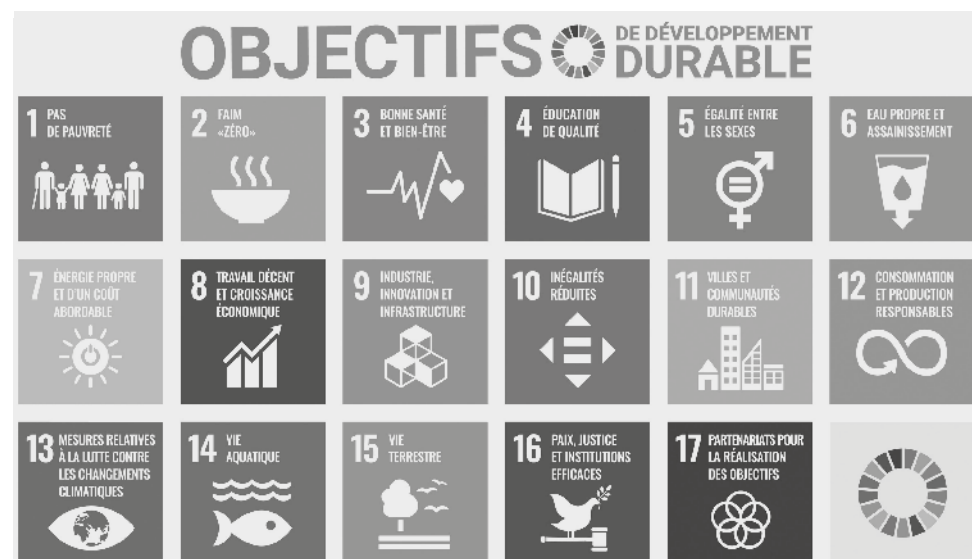 OBJECTIFS
DE DÉVELOPPEMENT
DURABLE
1 PAS
DE PAUVRETÉ
2 FAIM
«ZÉRO»
3 BONNE SANTÉ
ET BIEN-ÊTRE
4 ÉDUCATION
DE QUALITÉ
5 ÉGALITÉ ENTRE
LES SEXES
6 EAU PROPRE ET
ASSAINISSEMENT
7 ÉNERGIE PROPRE
ET D'UN COÛT
ABORDABLE
8 TRAVAIL DÉCENT
ET CROISSANCE
ÉCONOMIQUE
9 INDUSTRIE,
INNOVATION ET
INFRASTRUCTURE
10 INÉGALITÉS
RÉDUITES
11 VILLES ET
COMMUNAUTÉS
DURABLES
12 CONSOMMATION
ET PRODUCTION
RESPONSABLES
13 MESURES RELATIVES
À LA LUTTE CONTRE
LES CHANGEMENTS
CLIMATIQUES
14 VIE
AQUATIQUE
15 VIE
TERRESTRE
16 PAIX, JUSTICE
ET INSTITUTIONS
EFFICACES
17 PARTENARIATS POUR
LA RÉALISATION
DES OBJECTIFS